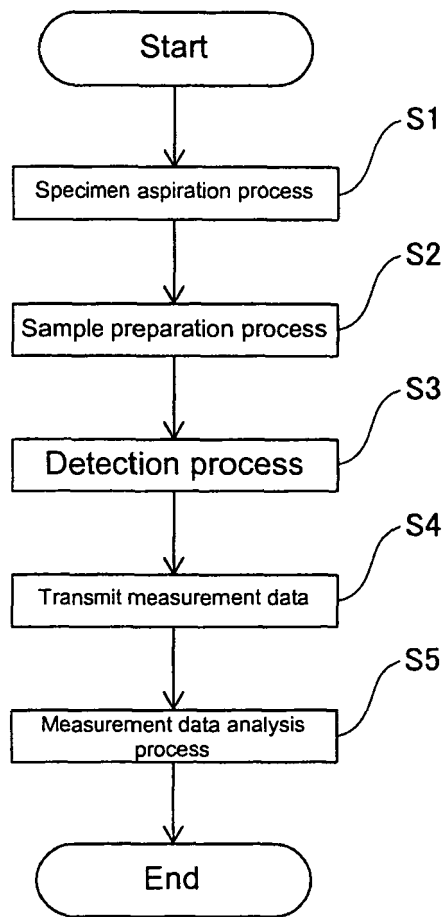 Start
S1
Specimen aspiration process
S2
Sample preparation process
S3
Detection process
S4
Transmit measurement data
S5
Measurement data analysis
process
End